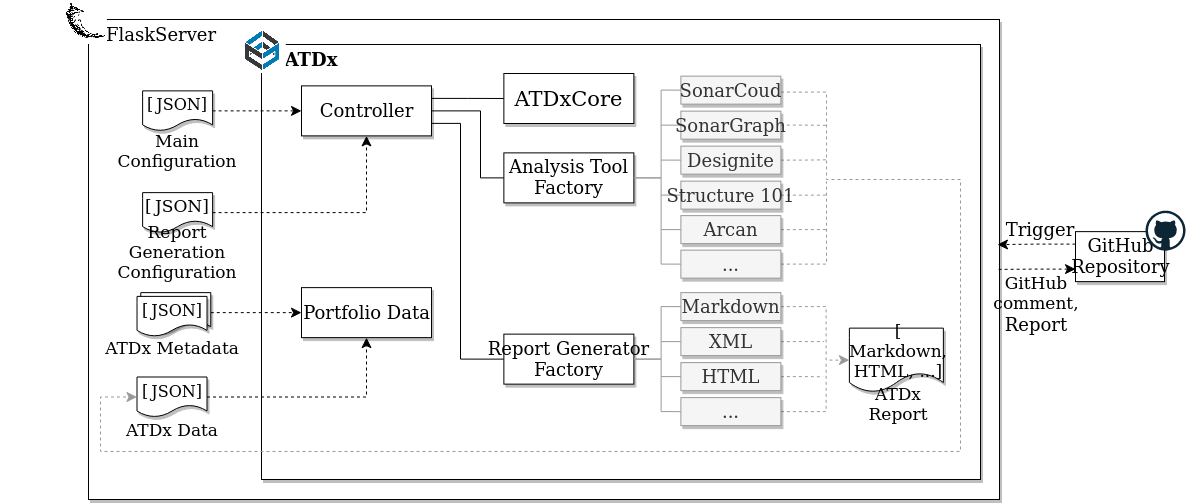 FlaskServer
ATDx
[JSON]
Main
Configuration
[JSON]
Report
Generation
Configuration
[JSON]
ATDx Metadata
[JSON]
ATDx Data
Controller
Portfolio Data
ATDxCore
Analysis Tool
Factory
Report Generator
Factory
SonarCoud
SonarGraph
Designite
Structure 101
Arcan
...
Markdown
XML
HTML
...
[
Markdown,
HTML, ...]
ATDx
Report
Trigger
GitHub
comment,
Report
GitHub
Repository